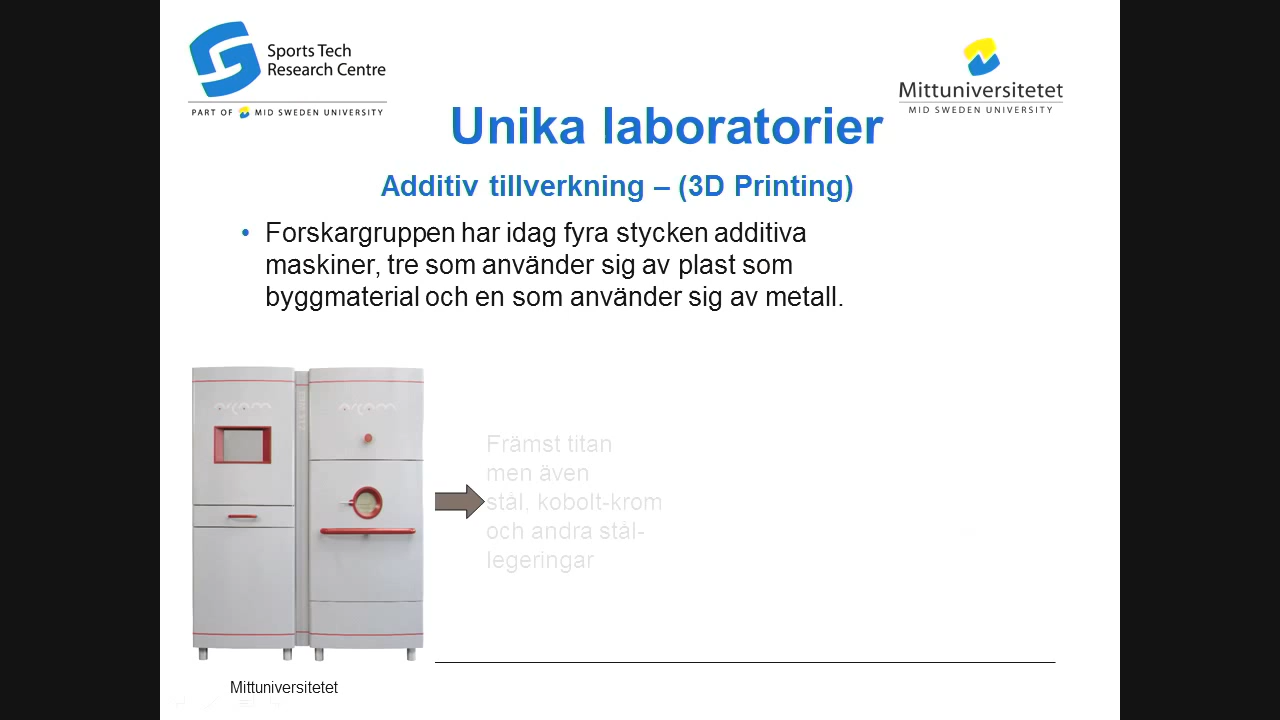 Sports Tech
Research Centre
PART OF MID SWEDEN UNIVERSITY
Mittuniversitetet
MID SWEDEN UNIVERSITY
Unika laboratorier
Additiv tillverkning – (3D Printing)
• Forskargruppen har idag fyra stycken additiva
maskiner, tre som använder sig av plast som
byggmaterial och en som använder sig av metall.
arcam
arcam
Främst titan
men även
stål, kobolt-krom
och andra stål-
legeringar
Mittuniversitetet